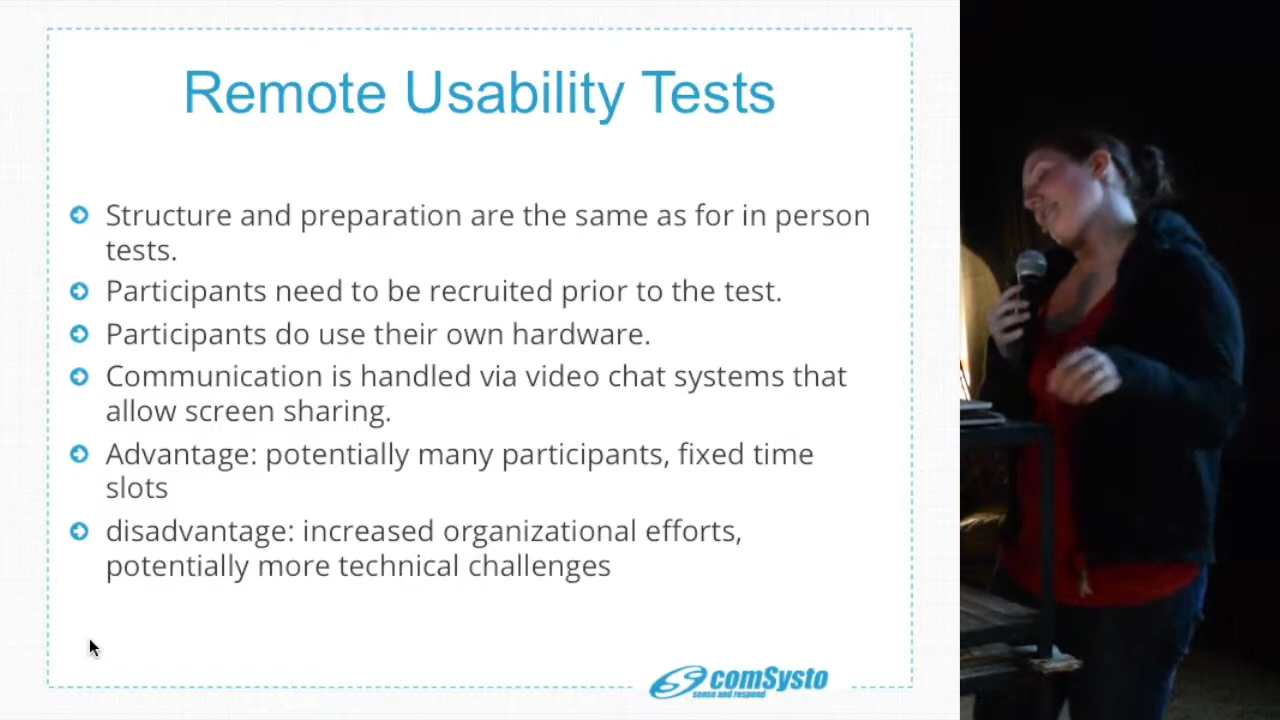 Remote Usability Tests
Structure and preparation are the same as for in person
tests.
Participants need to be recruited prior to the test.
Participants do use their own hardware.
Communication is handled via video chat systems that
allow screen sharing.
Advantage: potentially many participants, fixed time
slots
disadvantage: increased organizational efforts,
potentially more technical challenges
comSysto
sense and respond